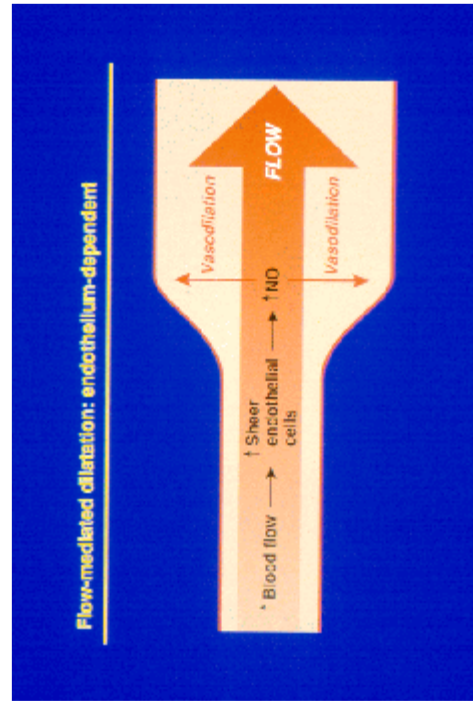 Flow-mediated dilatation: endothelium-dependent
Blood flow →
↑ Sheer
endothelial → ↑ NO
cells
Vasodilation
Vasodilation
FLOW